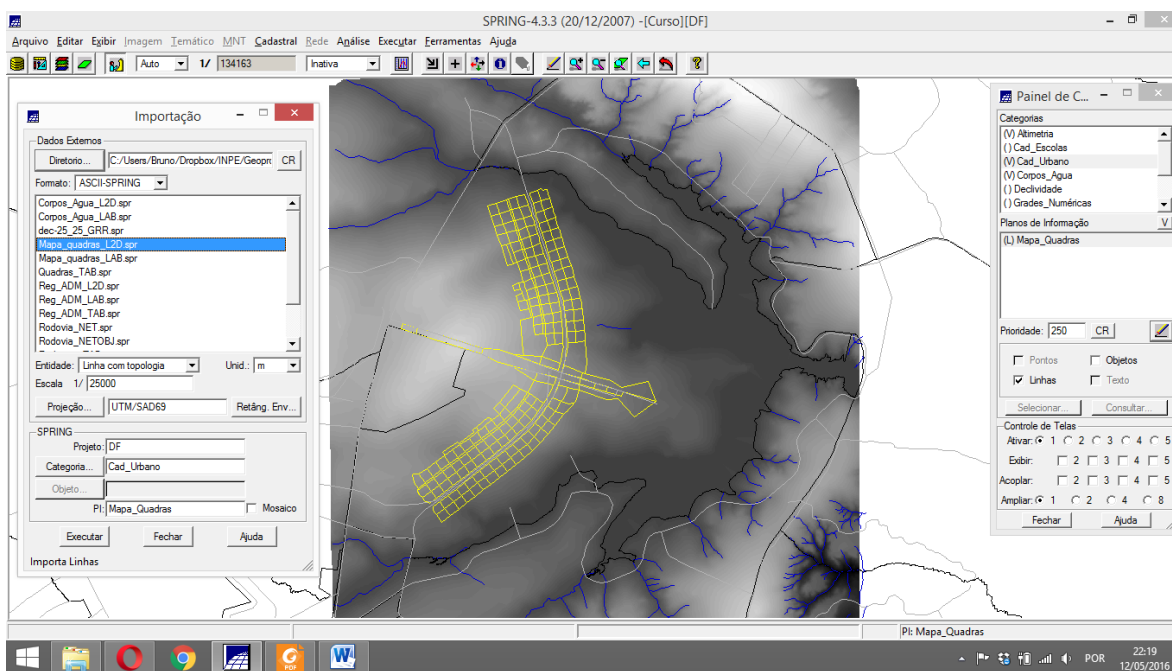 SPRING-4.3.3 (20/12/2007) -[Curso][DF]
Arquivo Editar Exibir Imagem Temático MNT Cadastral Rede Análise Executar Ferramentas Ajuda
Auto 1/ 134163 Inativa
Importação
Dados Externos
Diretorio... C:/Users/Bruno/Dropbox/INPE/Geopr CR
Formato: ASCII-SPRING
Corpos_Agua_L2D.spr
Corpos_Agua_LAB.spr
dec-25_25_GRR.spr
Mapa_quadras_L2D.spr
Mapa_quadras_LAB.spr
Quadras_TAB.spr
Reg_ADM_L2D.spr
Reg_ADM_LAB.spr
Reg_ADM_TAB.spr
Rodovia_NET.spr
Rodovia_NETOBJ.spr
Entidade: Linha com topologia Unid.: m
Escala 1/ 25000
Projeção... UTM/SAD69 Retâng. Env...
SPRING
Projeto: DF
Categoria... Cad_Urbano
Objeto...
PI: Mapa_Quadras Mosaico
Executar Fechar Ajuda
Importa Linhas
Painel de C...
Categorias
(V) Altimetria
( ) Cad_Escolas
(V) Cad_Urbano
(V) Corpos_Agua
( ) Declividade
( ) Grades_Numéricas
Planos de Informação V
(L) Mapa_Quadras
Prioridade: 250 CR
Pontos Objetos
Linhas Texto
Selecionar... Consultar...
Controle de Telas
Ativar: 1 2 3 4 5
Exibir: 2 3 4 5
Acoplar: 2 3 4 5
Ampliar: 1 2 4 8
Fechar Ajuda
PI: Mapa_Quadras
POR
22:19
12/05/2016